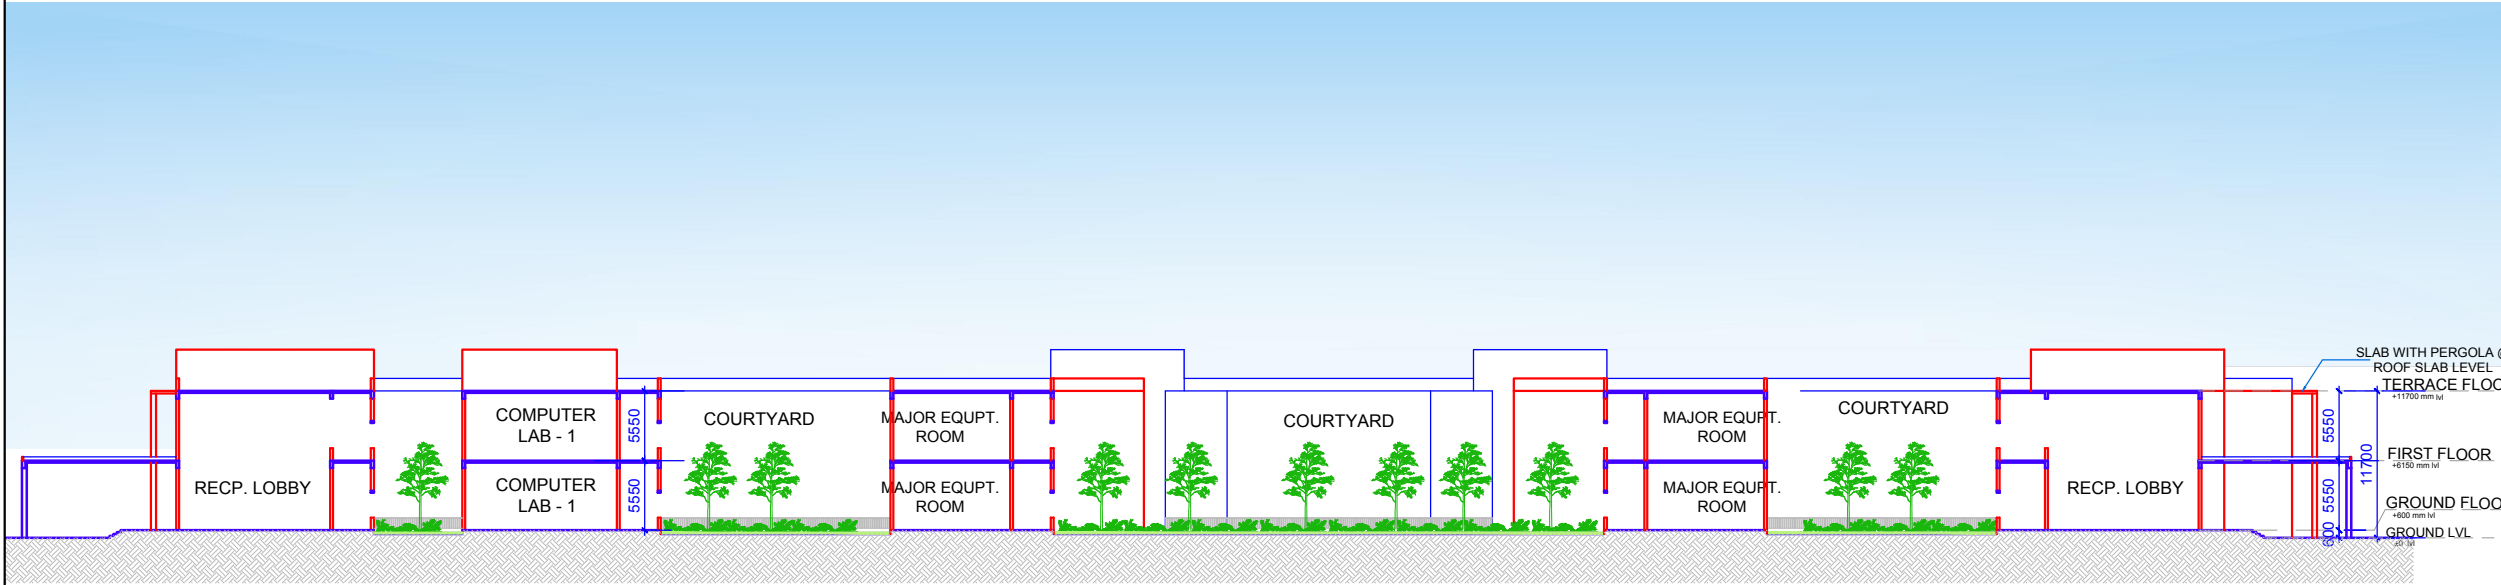 SLAB WITH PERGOLA @
ROOF SLAB LEVEL
TERRACE FLOO
+11700 mm lvl
COMPUTER
LAB - 1
5550
COURTYARD
MAJOR EQUPT.
ROOM
COURTYARD
MAJOR EQUPT.
ROOM
COURTYARD
5550
FIRST FLOOR
+6150 mm lvl
11700
RECP. LOBBY
COMPUTER
LAB - 1
5550
MAJOR EQUPT.
ROOM
MAJOR EQUPT.
ROOM
RECP. LOBBY
5550
GROUND FLOO
+600 mm lvl
600
GROUND LVL
±0 lvl